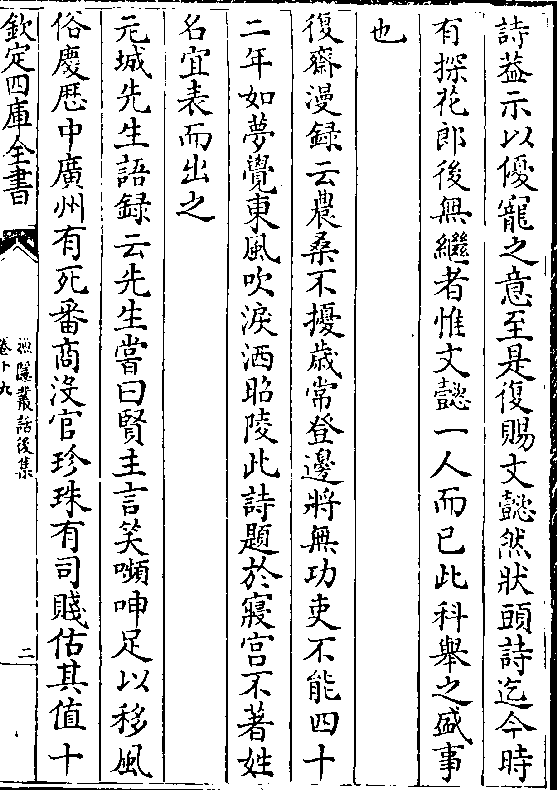 詩葢示以優寵之意至是復賜文懿然狀頭詩迄今時
有探花郎後無繼者惟文懿一人而已此科舉之盛事
也
復齋漫録云農桑不擾歳常登邊將無功吏不能四十
二年如夢覺東風吹淚洒昭陵此詩題於寢宫不著姓
名宜表而出之
元城先生語録云先生嘗曰賢主言笑嚬呻足以移風
俗慶厯中廣州有死番商没官珍珠有司賤估其值十
欽定四庫全書
漁隱叢話後集
卷十九
二